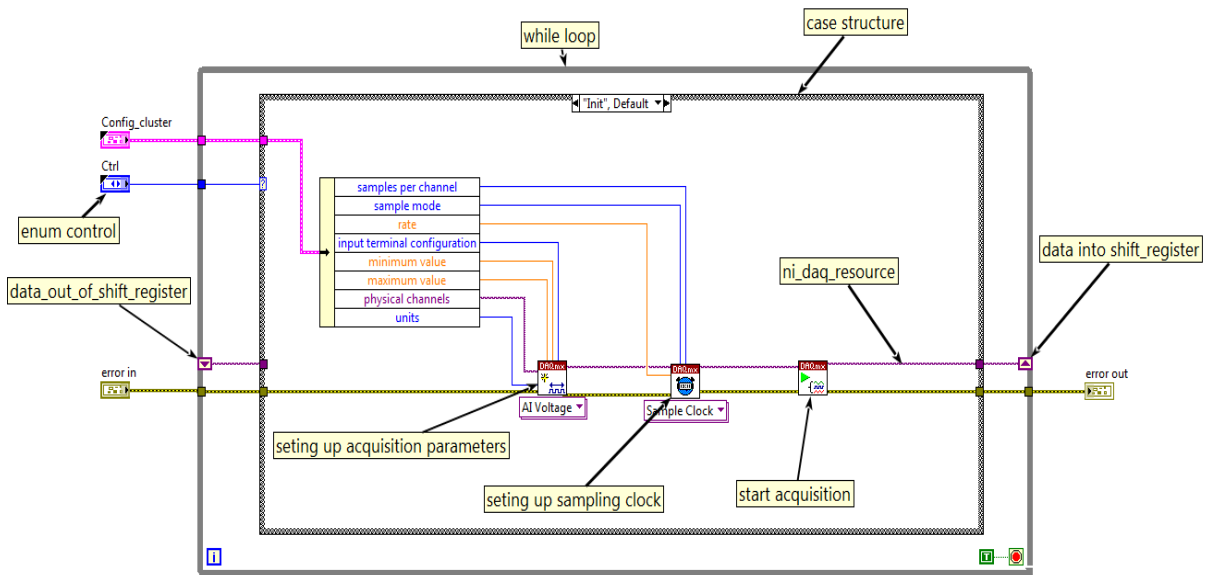 case structure
while loop
"Init", Default
Config_cluster
Ctrl
?
enum control
samples per channel
sample mode
rate
input terminal configuration
minimum value
maximum value
physical channels
units
ni_daq_resource
data into shift_register
data_out_of_shift_register
error in
DAQmx
DAQmx
DAQmx
error out
AI Voltage
Sample Clock
seting up acquisition parameters
seting up sampling clock
start acquisition
i
T